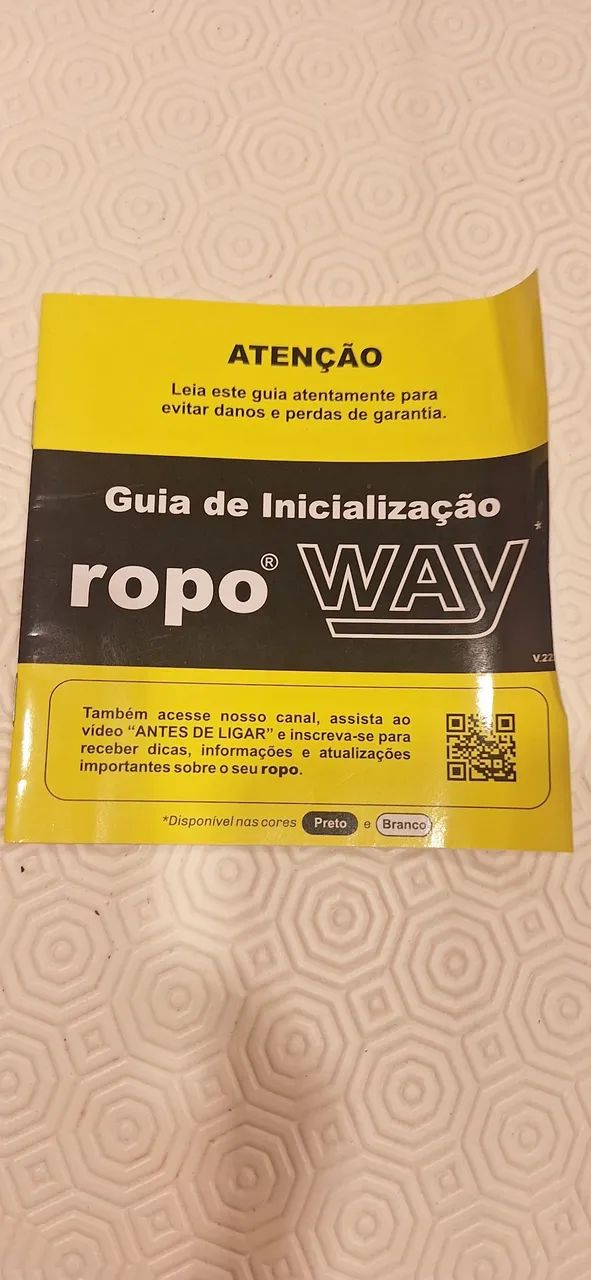 ATENÇÃO
Leia este guia atentamente para
evitar danos e perdas de garantia.
Guia de Inicialização
ropo® WAY*
V.22
Também acesse nosso canal, assista ao
vídeo “ANTES DE LIGAR” e inscreva-se para
receber dicas, informações e atualizações
importantes sobre o seu ropo.
*Disponível nas cores Preto e Branco